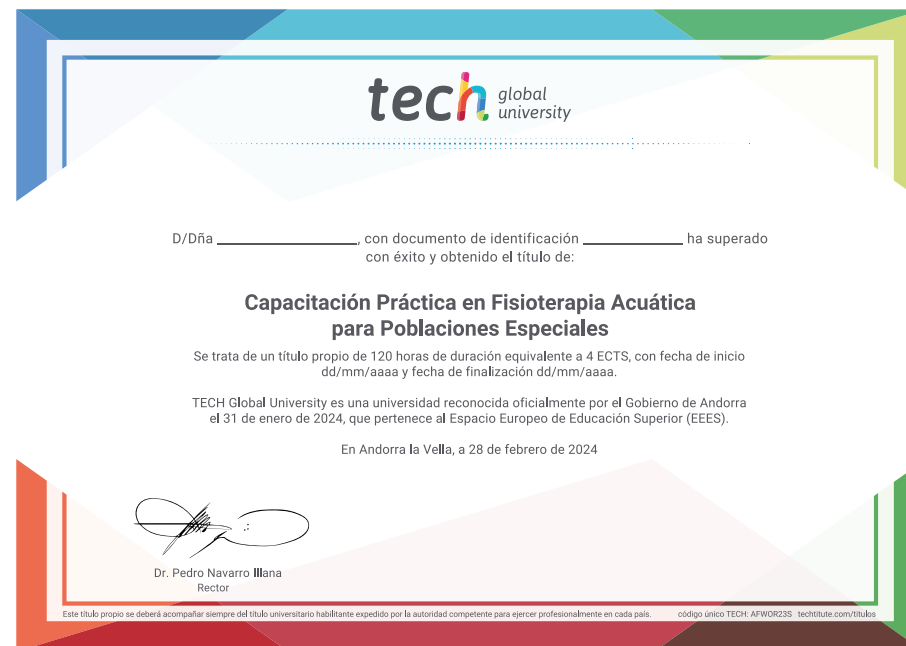 tech global university
D/Dña ____________________, con documento de identificación ______________ ha superado
con éxito y obtenido el título de:
Capacitación Práctica en Fisioterapia Acuática
para Poblaciones Especiales
Se trata de un título propio de 120 horas de duración equivalente a 4 ECTS, con fecha de inicio
dd/mm/aaaa y fecha de finalización dd/mm/aaaa.
TECH Global University es una universidad reconocida oficialmente por el Gobierno de Andorra
el 31 de enero de 2024, que pertenece al Espacio Europeo de Educación Superior (EEES).
En Andorra la Vella, a 28 de febrero de 2024
Dr. Pedro Navarro Illana
Rector
Este título propio se deberá acompañar siempre del título universitario habilitante expedido por la autoridad competente para ejercer profesionalmente en cada país. código único TECH: AFWOR23S techtitute.com/titulos